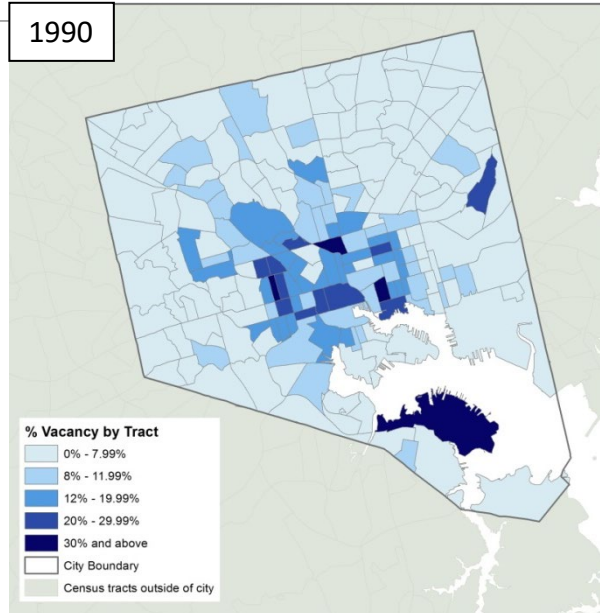 1990
% Vacancy by Tract
0% - 7.99%
8% - 11.99%
12% - 19.99%
20% - 29.99%
30% and above
City Boundary
Census tracts outside of city